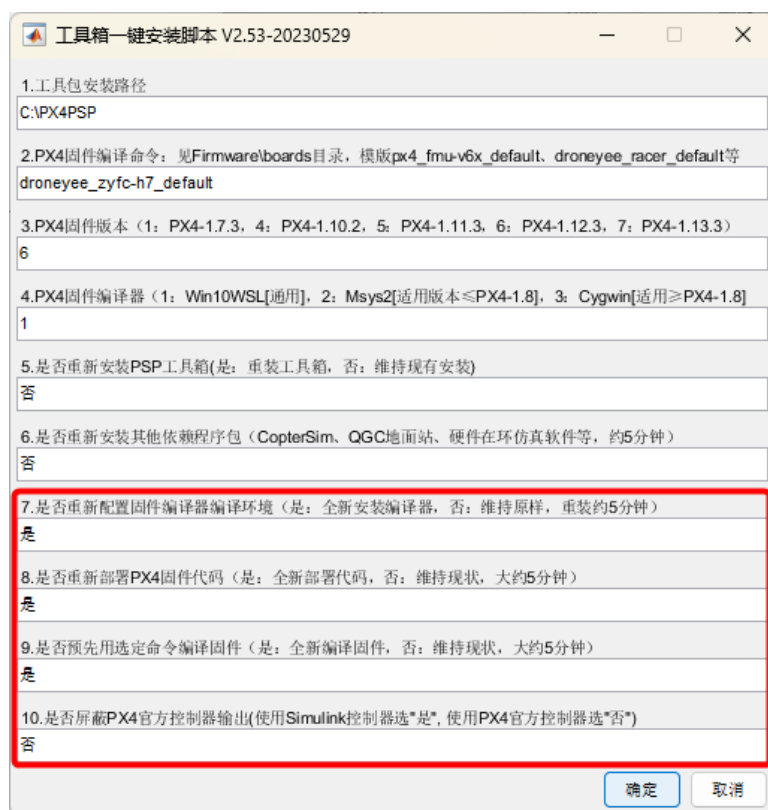 工具箱一键安装脚本 V2.53-20230529
1.工具包安装路径
C:\PX4PSP
2.PX4固件编译命令：见Firmware\boards目录，模版px4_fmu-v6x_default、droneyee_racer_default等
droneyee_zyfc-h7_default
3.PX4固件版本（1：PX4-1.7.3，4：PX4-1.10.2，5：PX4-1.11.3，6：PX4-1.12.3，7：PX4-1.13.3）
6
4.PX4固件编译器（1：Win10WSL[通用]，2：Msys2[适用版本≤PX4-1.8]，3：Cygwin[适用≥PX4-1.8]
1
5.是否重新安装PSP工具箱(是：重装工具箱，否：维持现有安装)
否
6.是否重新安装其他依赖程序包（CopterSim、QGC地面站、硬件在环仿真软件等，约5分钟）
否
7.是否重新配置固件编译器编译环境（是：全新安装编译器，否：维持原样，重装约5分钟）
是
8.是否重新部署PX4固件代码（是：全新部署代码，否：维持现状，大约5分钟）
是
9.是否预先用选定命令编译固件（是：全新编译固件，否：维持现状，大约5分钟）
是
10.是否屏蔽PX4官方控制器输出(使用Simulink控制器选"是", 使用PX4官方控制器选"否")
否
确定 取消